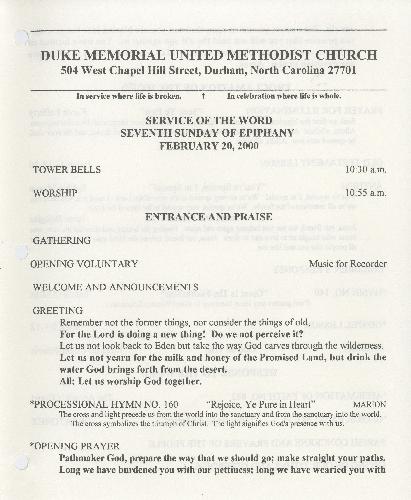 DUKE MEMORIAL UNITED METHODIST CHURCH
504 West Chapel Hill Street, Durham, North Carolina 27701
In service where life is broken. † In celebration where life is whole.
SERVICE OF THE WORD
SEVENTH SUNDAY OF EPIPHANY
FEBRUARY 20, 2000
TOWER BELLS 10:30 a.m.
WORSHIP 10:55 a.m.
ENTRANCE AND PRAISE
GATHERING
OPENING VOLUNTARY Music for Recorder
WELCOME AND ANNOUNCEMENTS
GREETING
Remember not the former things, nor consider the things of old.
For the Lord is doing a new thing! Do we not perceive it?
Let us not look back to Eden but take the way God carves through the wilderness.
Let us not yearn for the milk and honey of the Promised Land, but drink the
water God brings forth from the desert.
All: Let us worship God together.
*PROCESSIONAL HYMN NO. 160 "Rejoice, Ye Pure in Heart" MARION
The cross and light precede us from the world into the sanctuary and from the sanctuary into the world.
The cross symbolizes the triumph of Christ. The light signifies God's presence with us.
*OPENING PRAYER
Pathmaker God, prepare the way that we should go; make straight your paths.
Long we have burdened you with our pettiness; long we have wearied you with